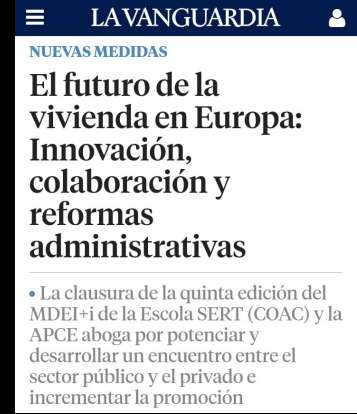 LA VANGUARDIA
NUEVAS MEDIDAS
El futuro de la
vivienda en Europa:
Innovación,
colaboración y
reformas
administrativas
• La clausura de la quinta edición del
MDEI+i de la Escola SERT (COAC) y la
APCE aboga por potenciar y
desarrollar un encuentro entre el
sector público y el privado e
incrementar la promoción